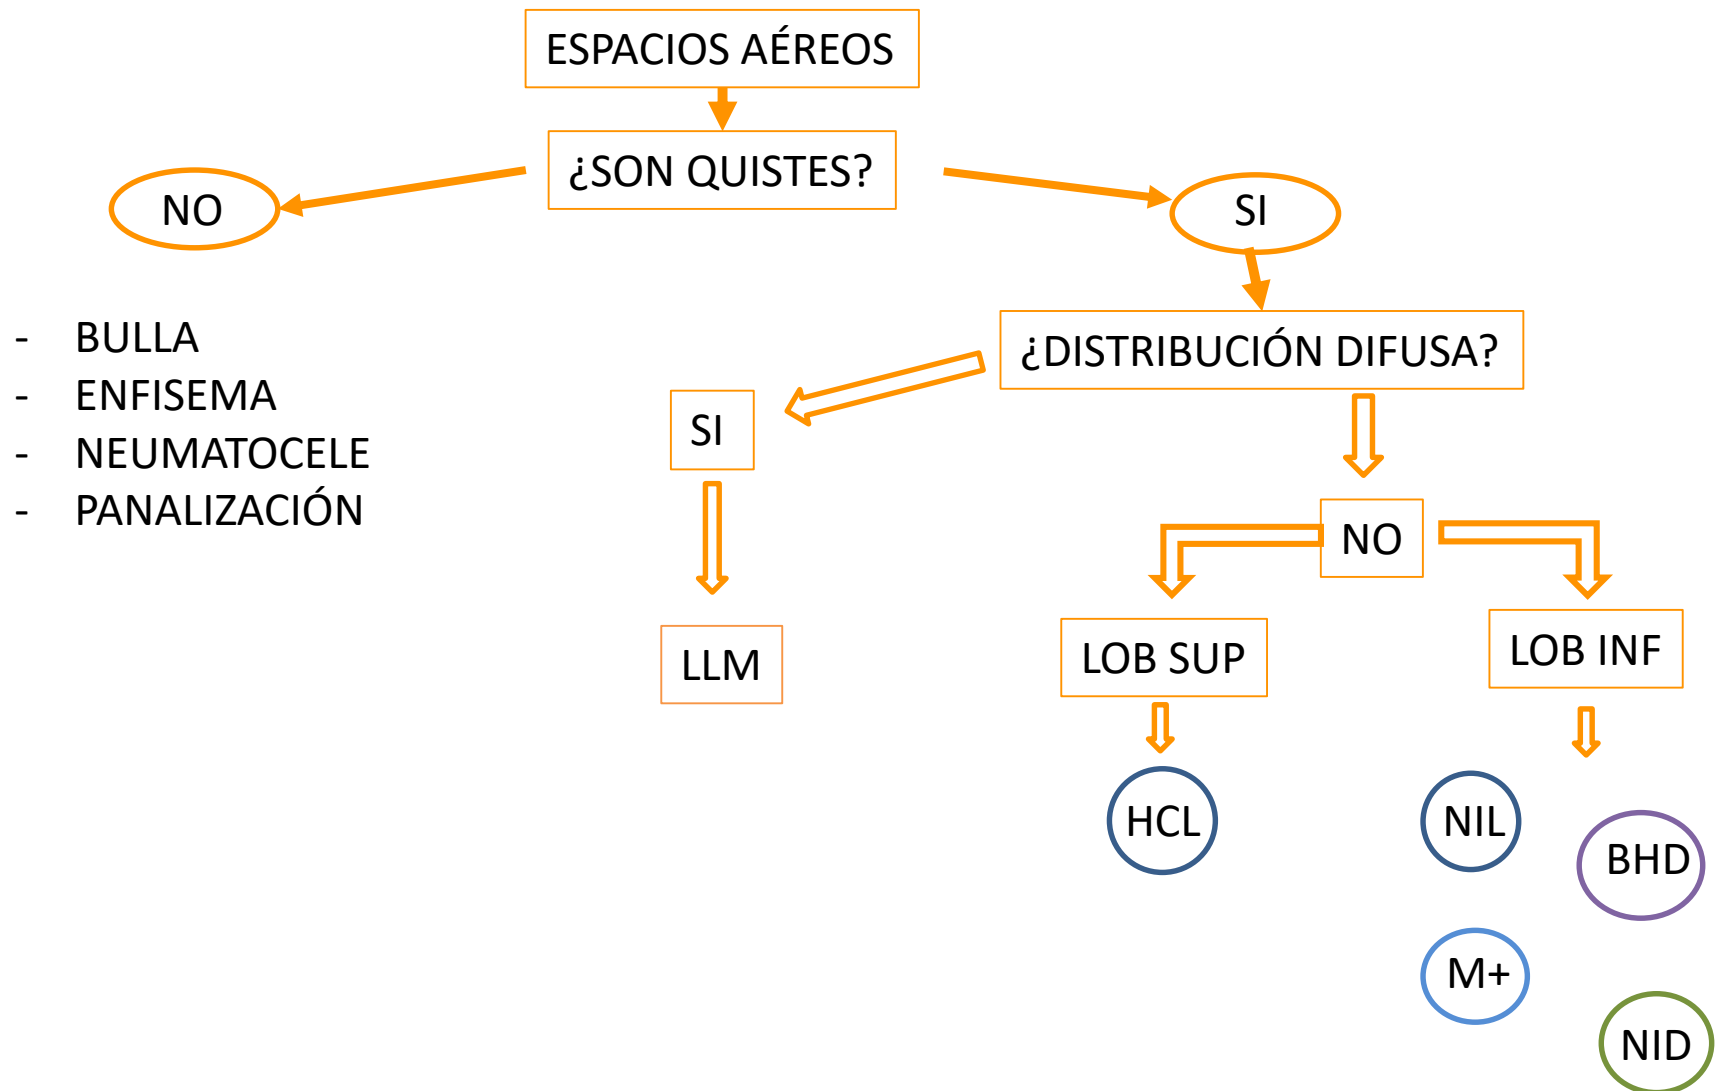 ESPACIOS AÉREOS
¿SON QUISTES?
NO
SI
- BULLA
- ENFISEMA
- NEUMATOCELE
- PANALIZACIÓN
¿DISTRIBUCIÓN DIFUSA?
SI
NO
LLM
LOB SUP
LOB INF
HCL
NIL
BHD
M+
NID